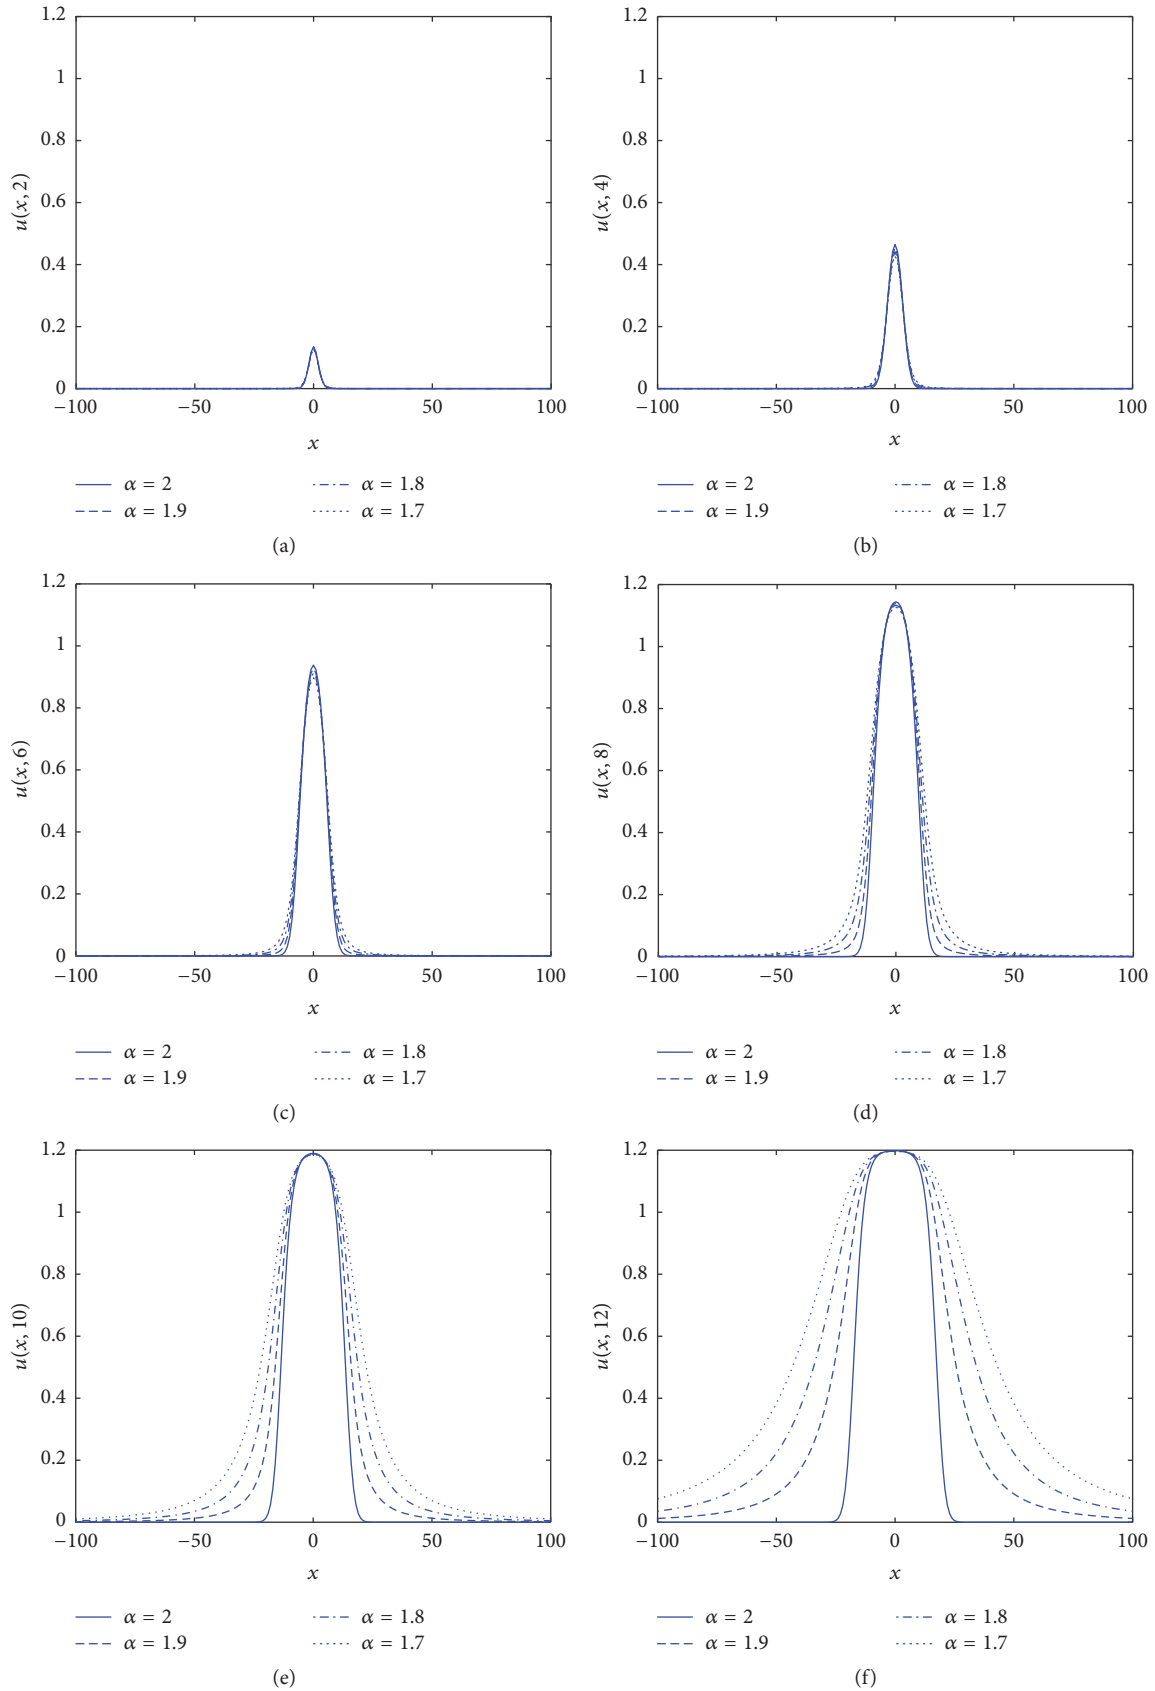 1.2 1.2
1 1
0.8 0.8
u(x, 2) 0.6 u(x, 4) 0.6
0.4 0.4
0.2 0.2
0 0
−100 −50 0 50 100 −100 −50 0 50 100
x x
α = 2 α = 1.8 α = 2 α = 1.8
α = 1.9 α = 1.7 α = 1.9 α = 1.7
(a) (b)
1.2 1.2
1 1
0.8 0.8
u(x, 6) 0.6 u(x, 8) 0.6
0.4 0.4
0.2 0.2
0 0
−100 −50 0 50 100 −100 −50 0 50 100
x x
α = 2 α = 1.8 α = 2 α = 1.8
α = 1.9 α = 1.7 α = 1.9 α = 1.7
(c) (d)
1.2 1.2
1 1
0.8 0.8
u(x, 10) 0.6 u(x, 12) 0.6
0.4 0.4
0.2 0.2
0 0
−100 −50 0 50 100 −100 −50 0 50 100
x x
α = 2 α = 1.8 α = 2 α = 1.8
α = 1.9 α = 1.7 α = 1.9 α = 1.7
(e) (f)